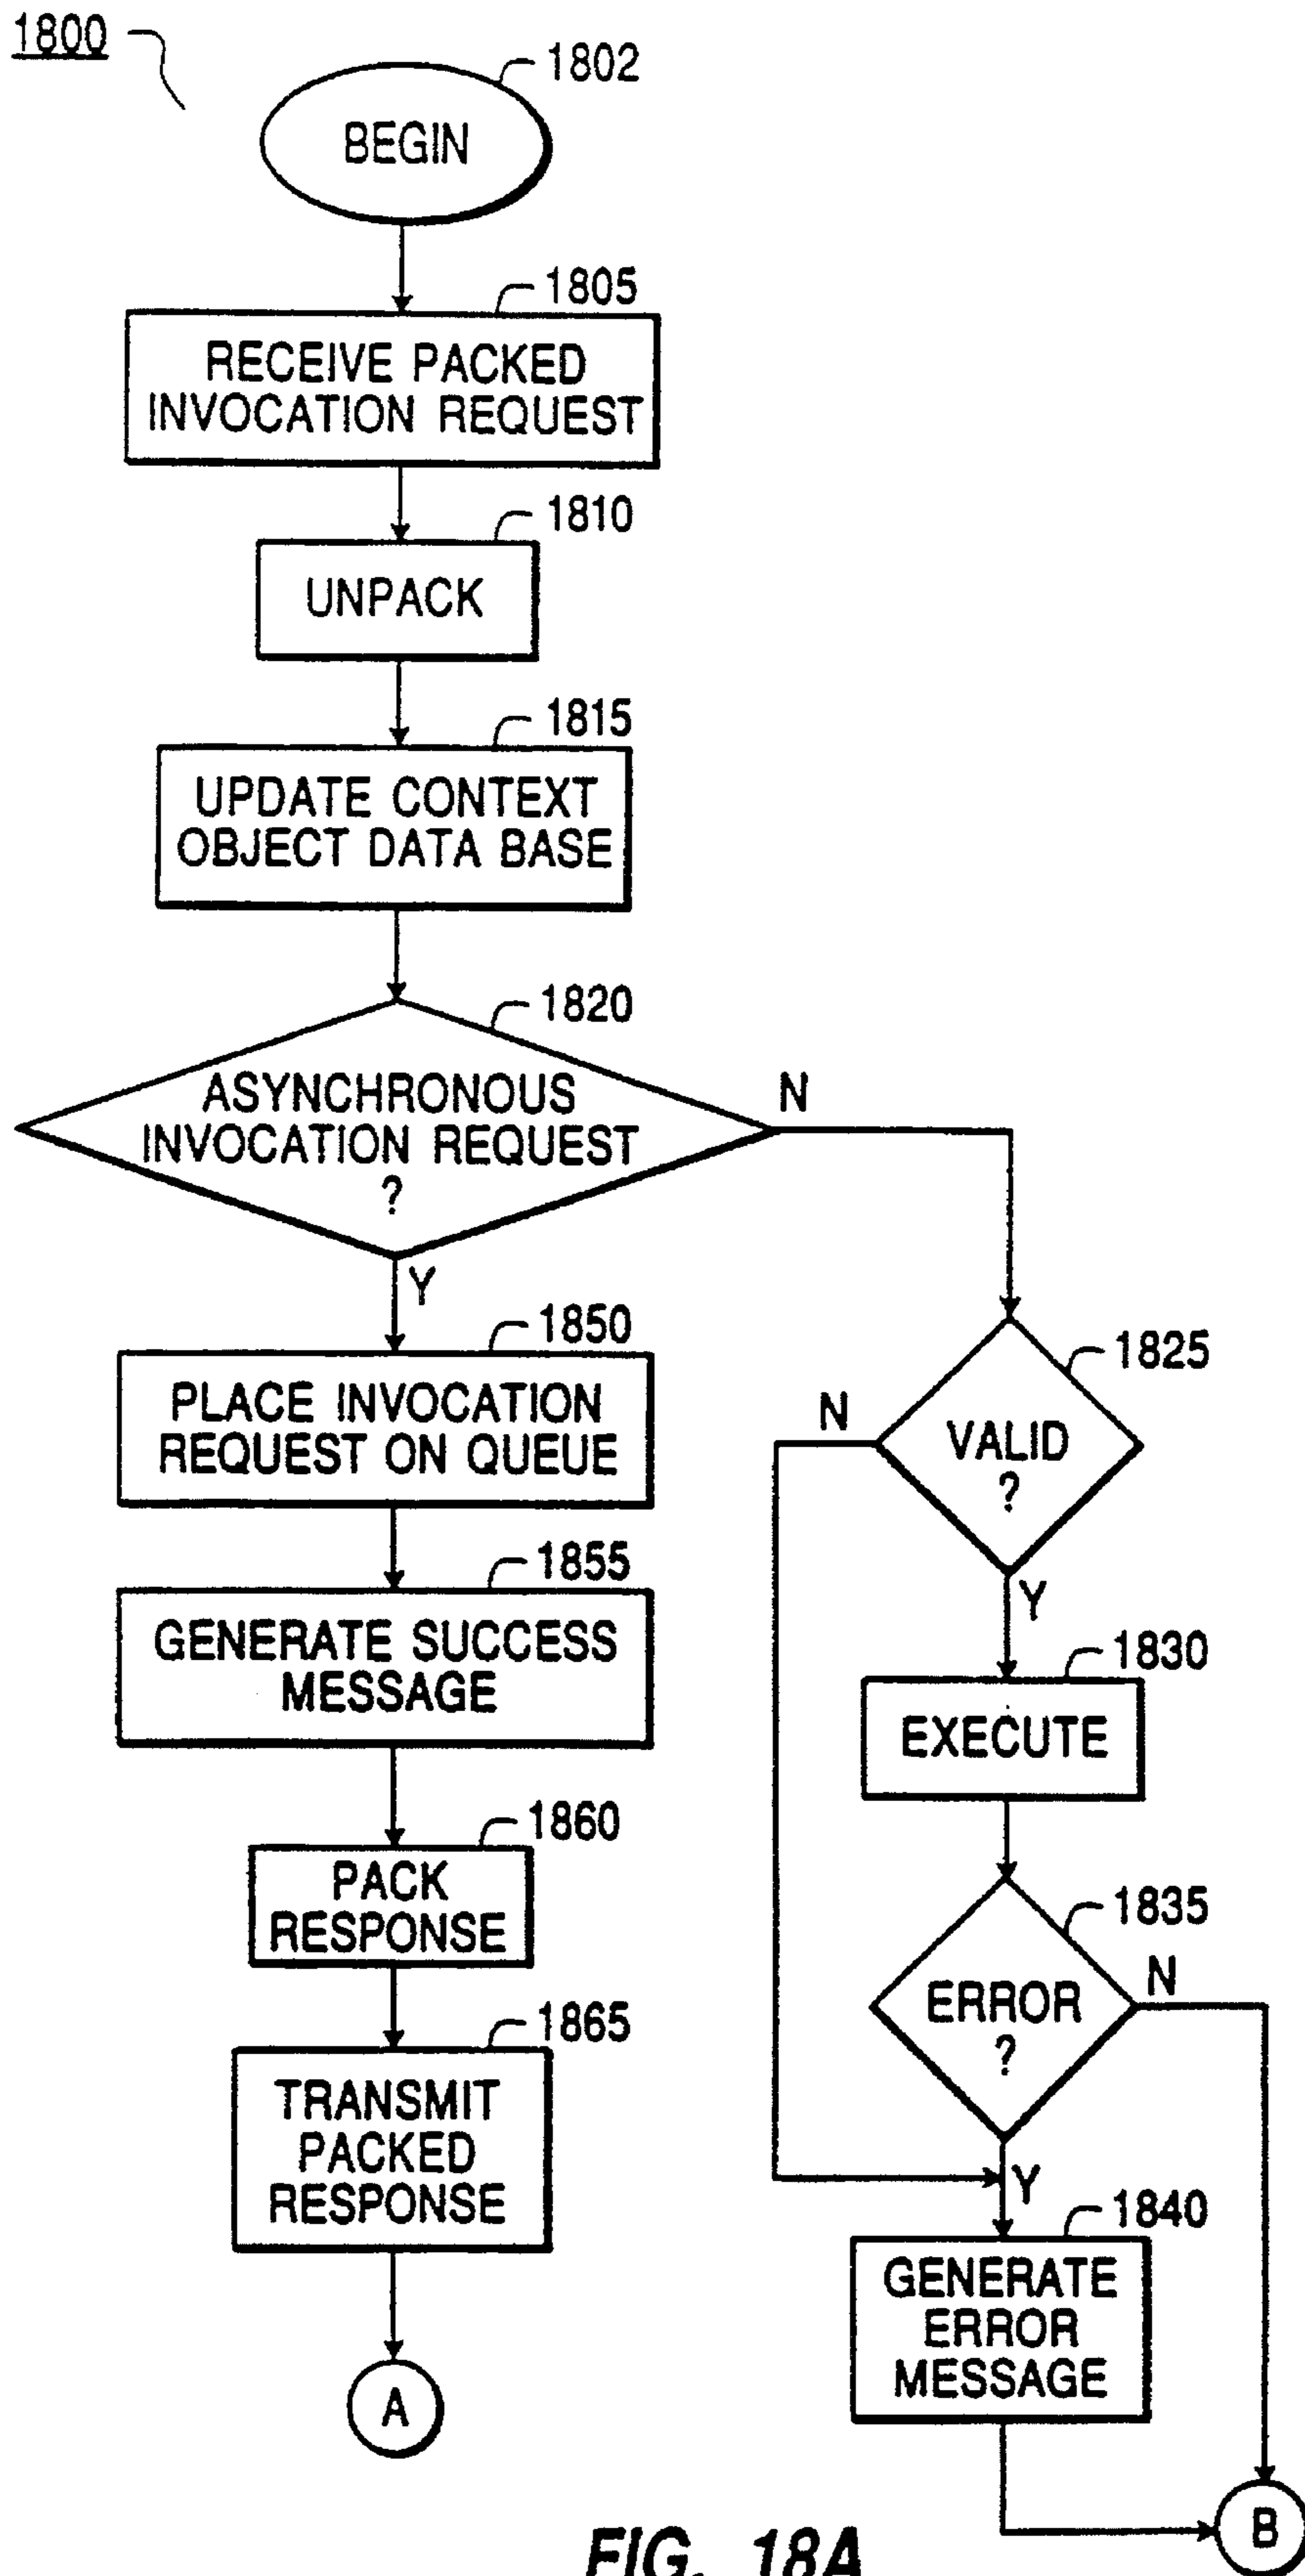 1800
1802
BEGIN
1805
RECEIVE PACKED
INVOCATION REQUEST
1810
UNPACK
1815
UPDATE CONTEXT
OBJECT DATA BASE
1820
ASYNCHRONOUS
INVOCATION REQUEST
?
N
Y
1850
PLACE INVOCATION
REQUEST ON QUEUE
1855
GENERATE SUCCESS
MESSAGE
1860
PACK
RESPONSE
1865
TRANSMIT
PACKED
RESPONSE
A
1825
N
VALID
?
Y
1830
EXECUTE
1835
N
ERROR
?
Y
1840
GENERATE
ERROR
MESSAGE
B
FIG. 18A